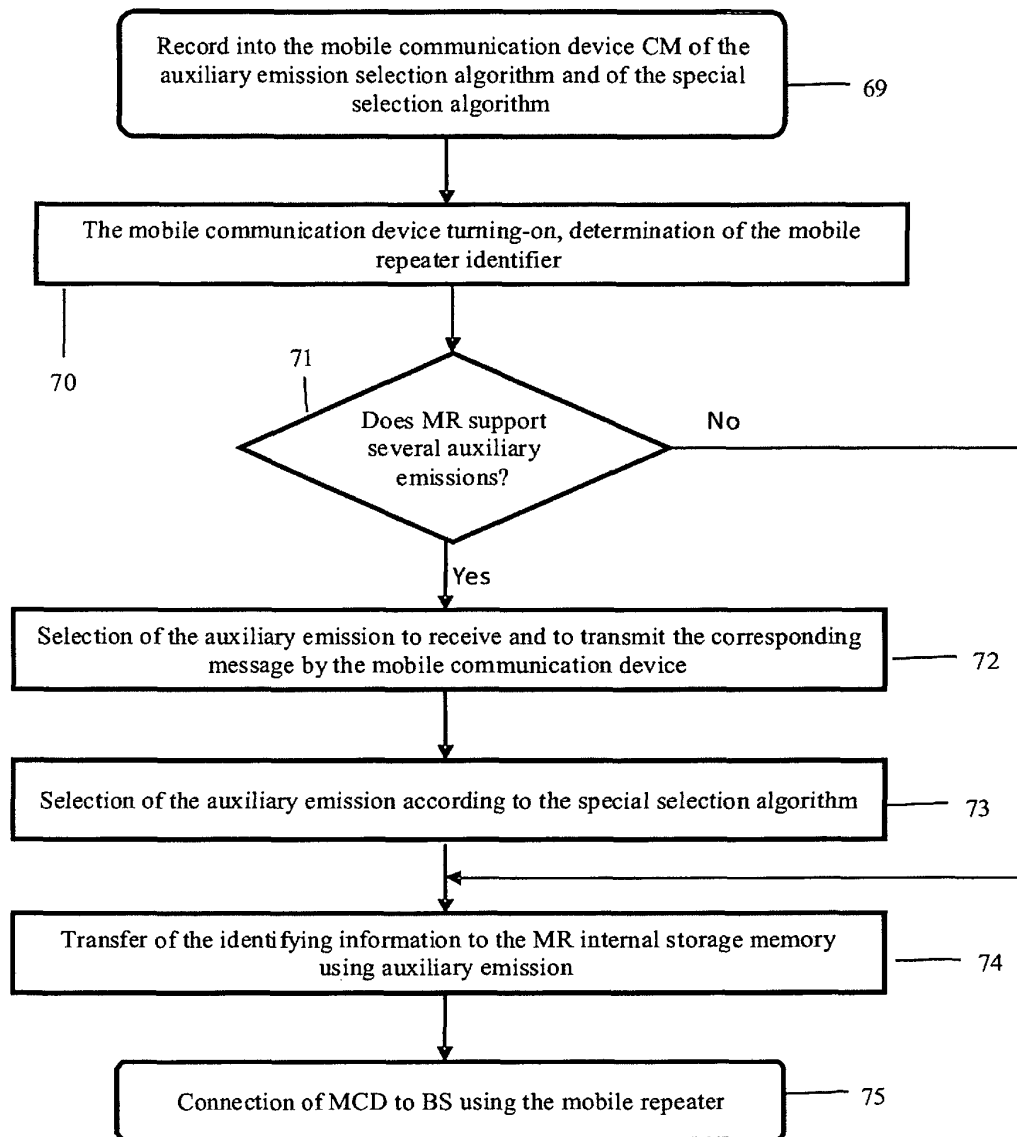 Record into the mobile communication device CM of the
auxiliary emission selection algorithm and of the special
selection algorithm
69
The mobile communication device turning-on, determination of the mobile
repeater identifier
70
71
Does MR support
several auxiliary
emissions?
No
Yes
Selection of the auxiliary emission to receive and to transmit the corresponding
message by the mobile communication device
72
Selection of the auxiliary emission according to the special selection algorithm
73
Transfer of the identifying information to the MR internal storage memory
using auxiliary emission
74
Connection of MCD to BS using the mobile repeater
75